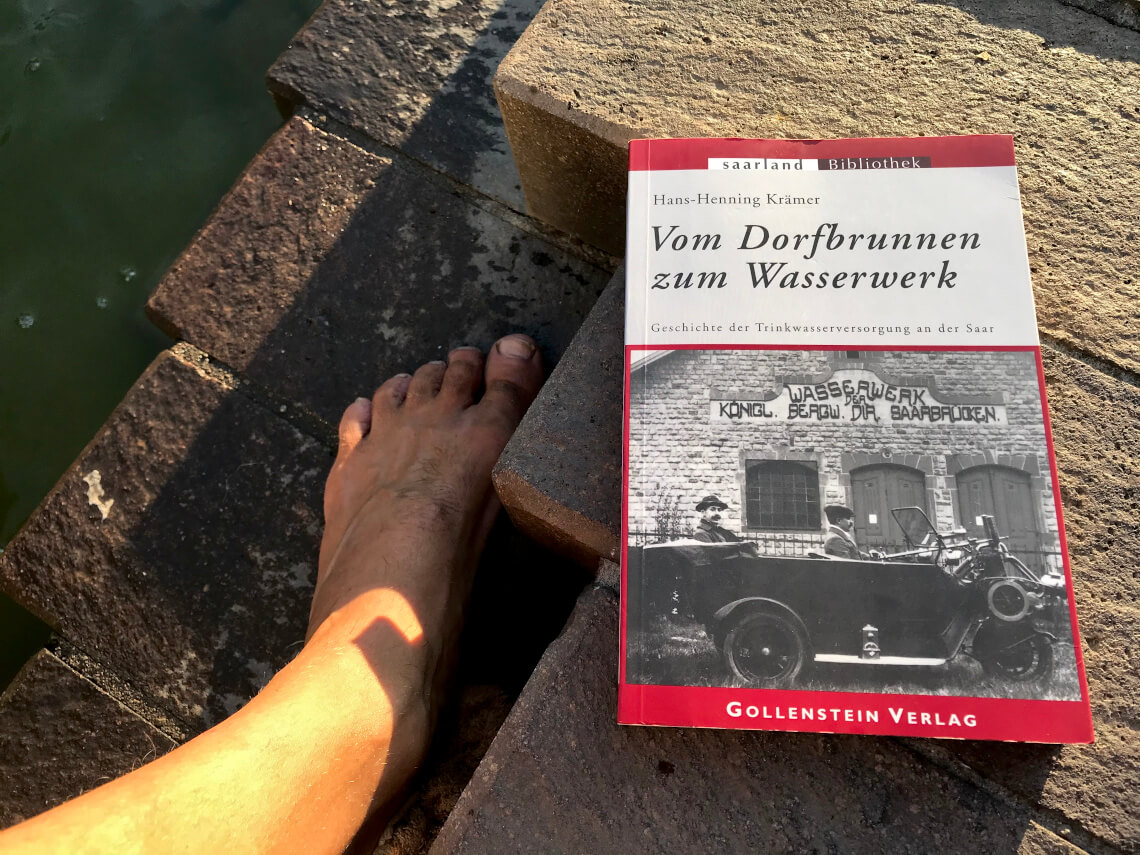 saarland Bibliothek
Hans-Henning Krämer
Vom Dorfbrunnen
zum Wasserwerk
Geschichte der Trinkwasserversorgung an der Saar
WASSERWERK
DER
KÖNIGL. BERGW. DIR. SAARBRÜCKEN.
GOLLENSTEIN VERLAG